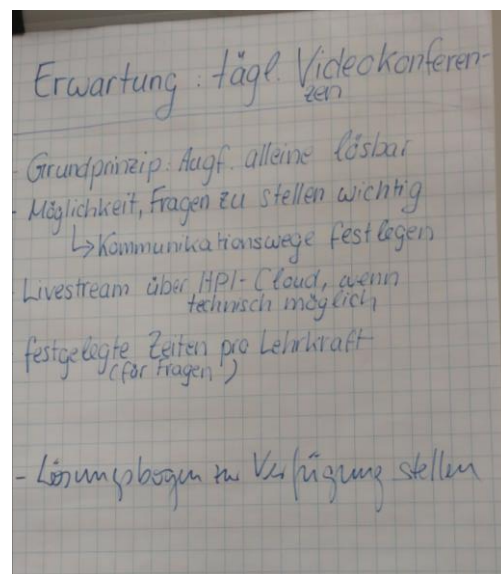 Erwartung: tägl. Videokonferen-
zen
- Grundprinzip: Augf. alleine lösbar
- Möglichkeit, Fragen zu stellen wichtig
↳ Kommunikationswege festlegen
- Livestream über HPI-Cloud, wenn
technisch möglich
festgelegte Zeiten pro Lehrkraft
(für Fragen)
- Lösungsbogen zur Verfügung stellen